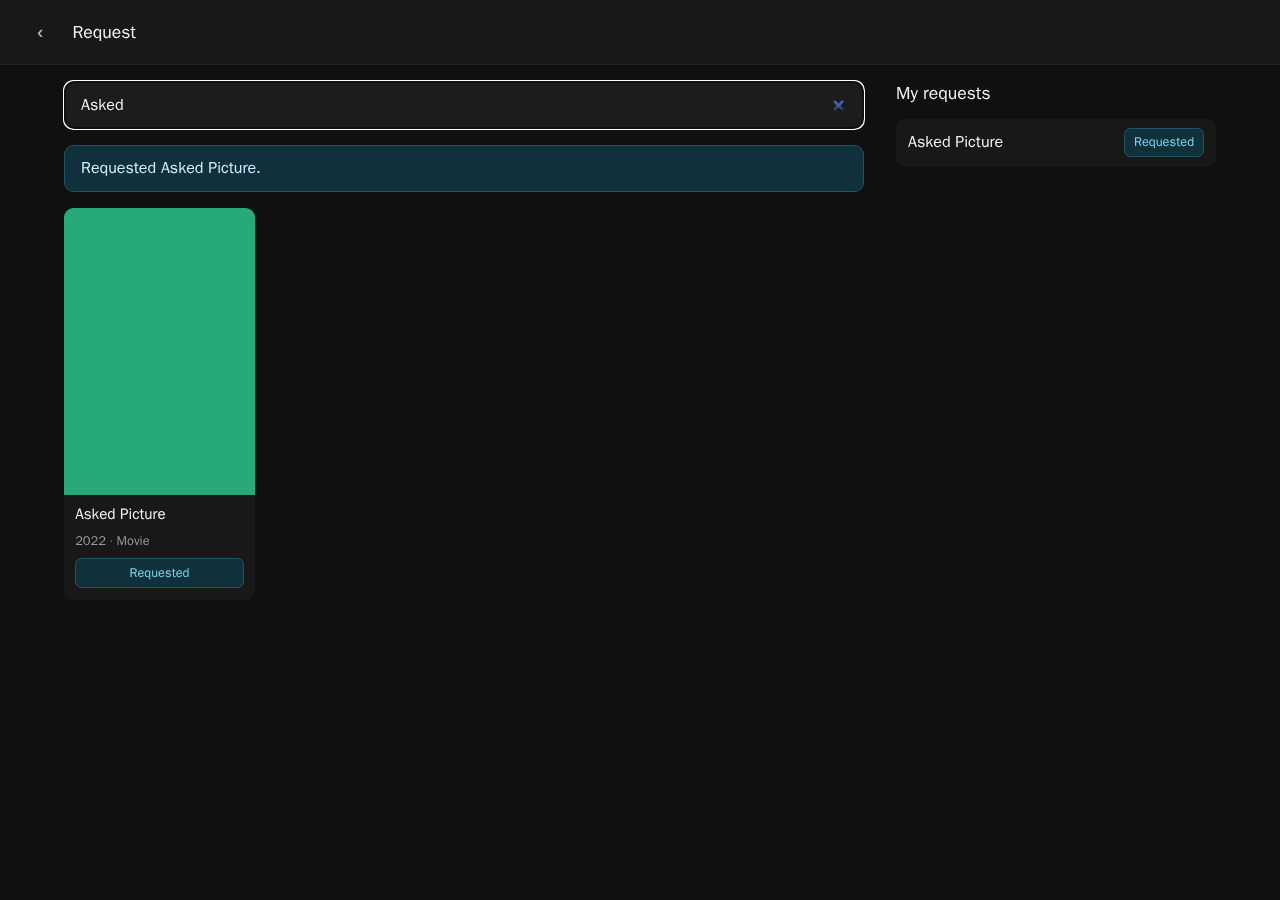 ‹ Request
Asked
Requested Asked Picture.
Asked Picture
2022 · Movie
Requested
My requests
Asked Picture Requested